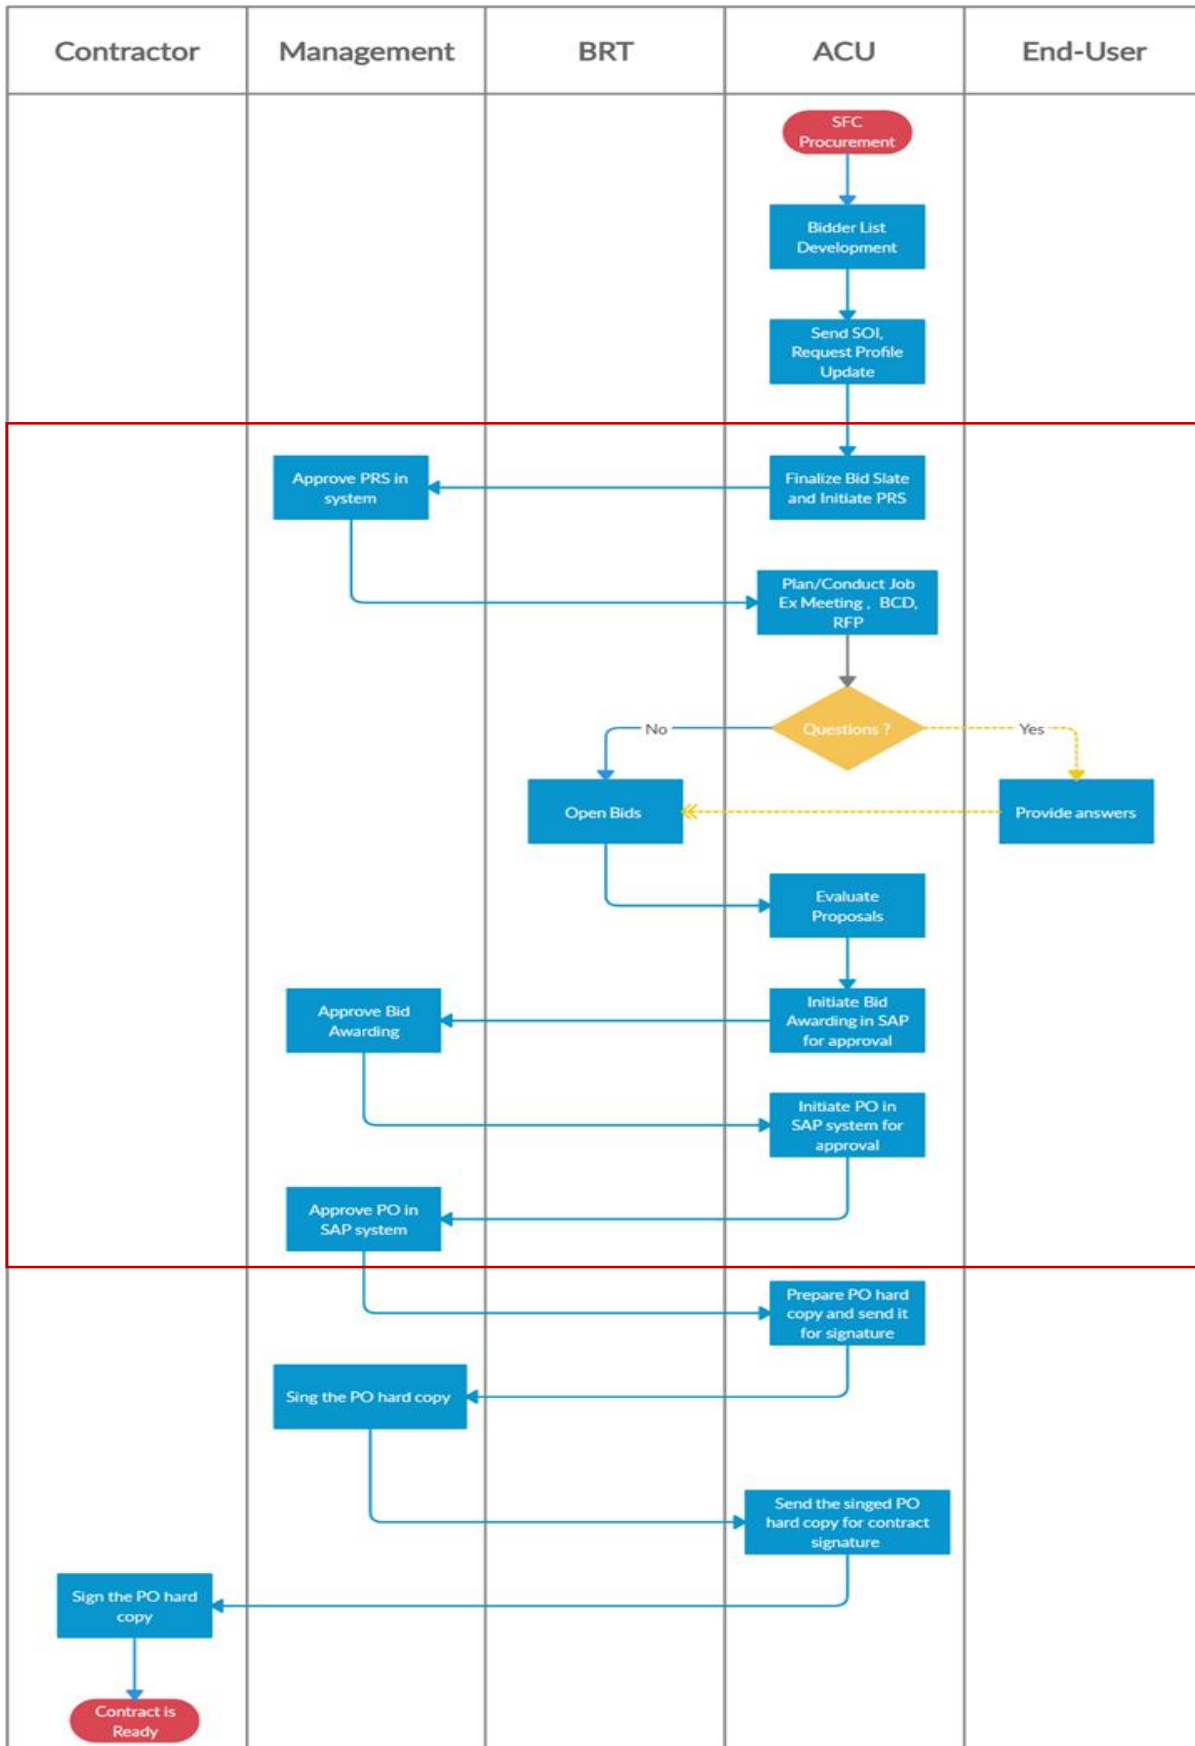 Contractor
Management
BRT
ACU
End-User
SFC
Procurement
Bidder List
Development
Send SOI,
Request Profile
Update
Approve PRS in
system
Finalize Bid Slate
and Initiate PRS
Plan/Conduct Job
Ex Meeting , BCD,
RFP
No
Questions ?
Yes
Open Bids
Provide answers
Evaluate
Proposals
Approve Bid
Awarding
Initiate Bid
Awarding in SAP
for approval
Initiate PO in
SAP system for
approval
Approve PO in
SAP system
Prepare PO hard
copy and send it
for signature
Sing the PO hard copy
Send the singed PO
hard copy for contract
signature
Sign the PO hard
copy
Contract is
Ready